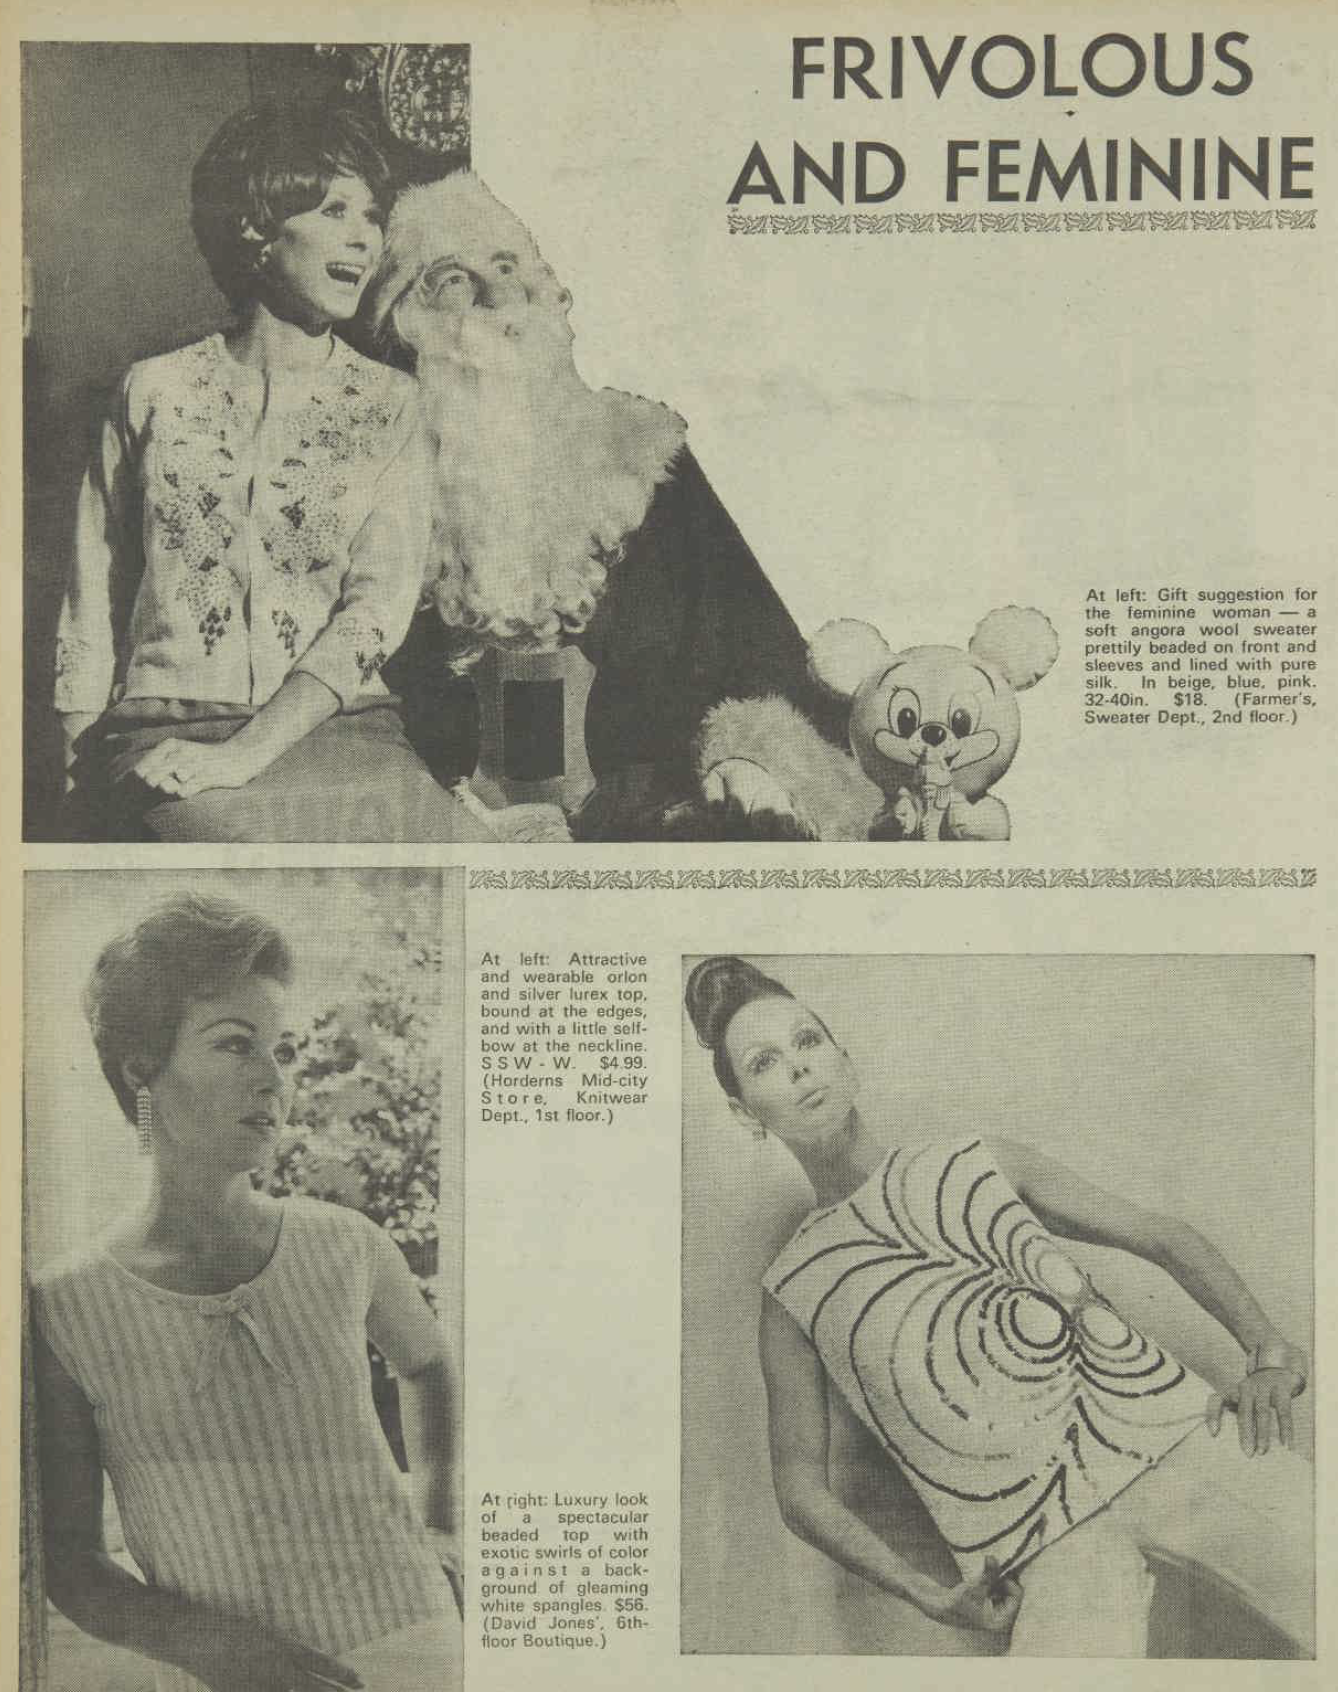 FRIVOLOUS
AND FEMININE
At left: Gift suggestion for
the feminine woman — a
soft angora wool sweater
prettily beaded on front and
sleeves and lined with pure
silk. In beige, blue, pink.
32-40in. $18. (Farmer's,
Sweater Dept., 2nd floor.)
At left: Attractive
and wearable orlon
and silver lurex top,
bound at the edges,
and with a little self-
bow at the neckline.
SSW - W. $4.99.
(Horderns Mid-city
Store, Knitwear
Dept., 1st floor.)
At right: Luxury look
of a spectacular
beaded top with
exotic swirls of color
against a back-
ground of gleaming
white spangles. $56.
(David Jones', 6th-
floor Boutique.)